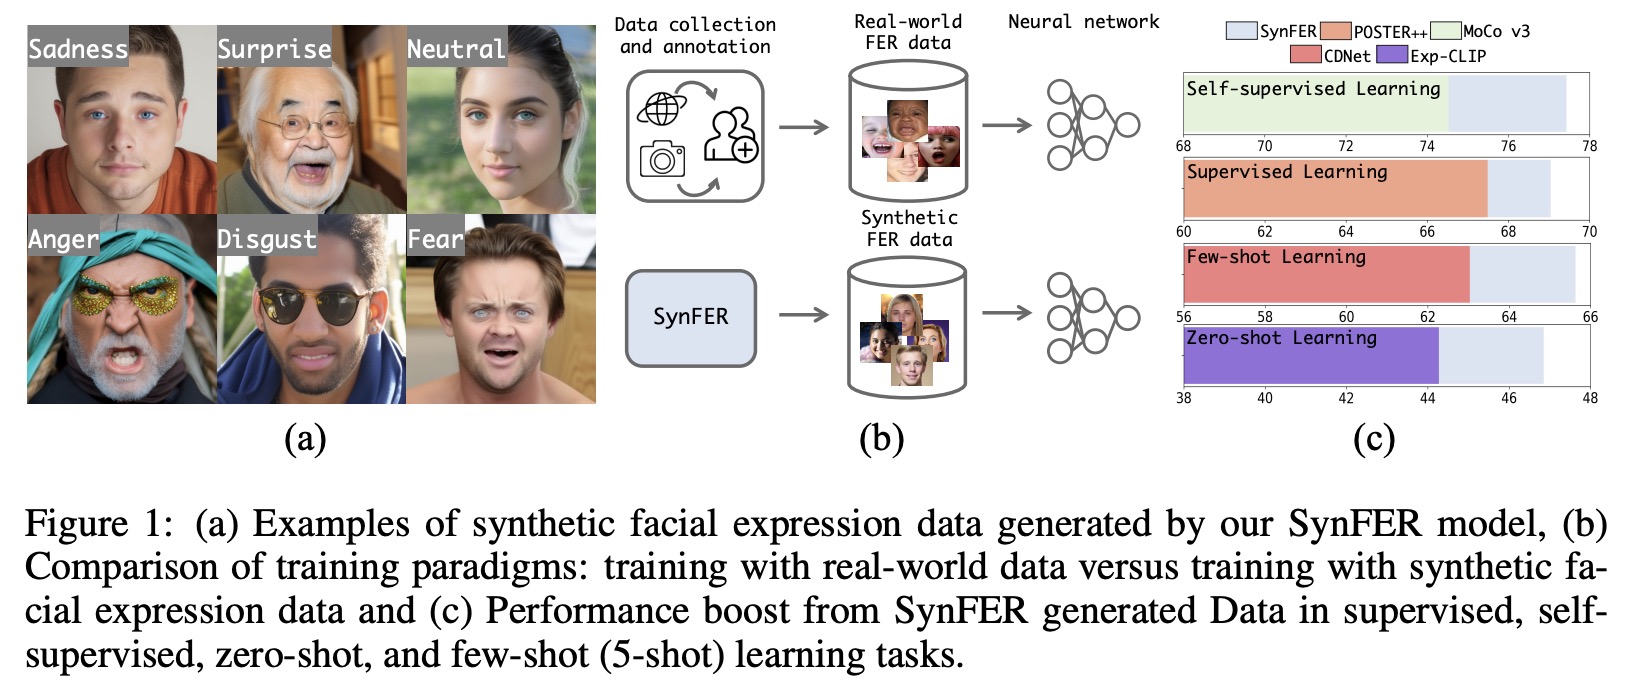 Sadness
Surprise
Neutral
Anger
Disgust
Fear
(a)
Data collection
and annotation
Real-world
FER data
Neural network
Synthetic
FER data
SynFER
(b)
SynFER POSTER++ MoCo v3
CDNet Exp-CLIP
Self-supervised Learning
68 70 72 74 76 78
Supervised Learning
60 62 64 66 68 70
Few-shot Learning
56 58 60 62 64 66
Zero-shot Learning
38 40 42 44 46 48
(c)
Figure 1: (a) Examples of synthetic facial expression data generated by our SynFER model, (b)
Comparison of training paradigms: training with real-world data versus training with synthetic fa-
cial expression data and (c) Performance boost from SynFER generated Data in supervised, self-
supervised, zero-shot, and few-shot (5-shot) learning tasks.